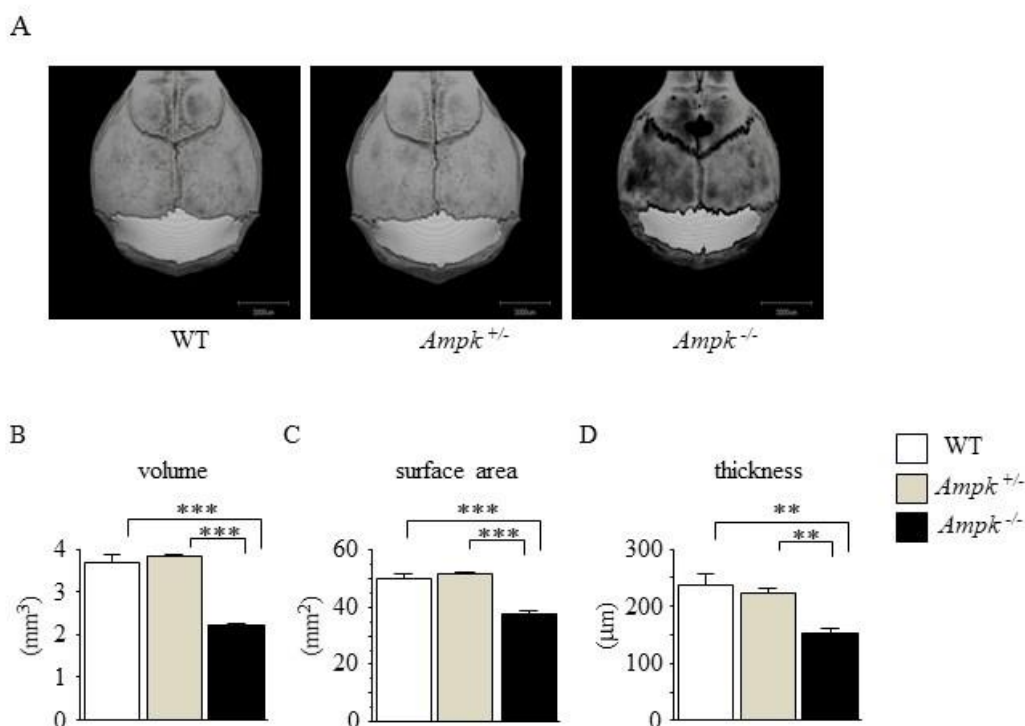 A
WT
Ampk +/-
Ampk -/-
B
volume
***
***
4
3
2
1
0
(mm3)
C
surface area
***
***
60
40
20
0
(mm2)
D
thickness
**
**
300
200
100
0
(μm)
WT
Ampk +/-
Ampk -/-